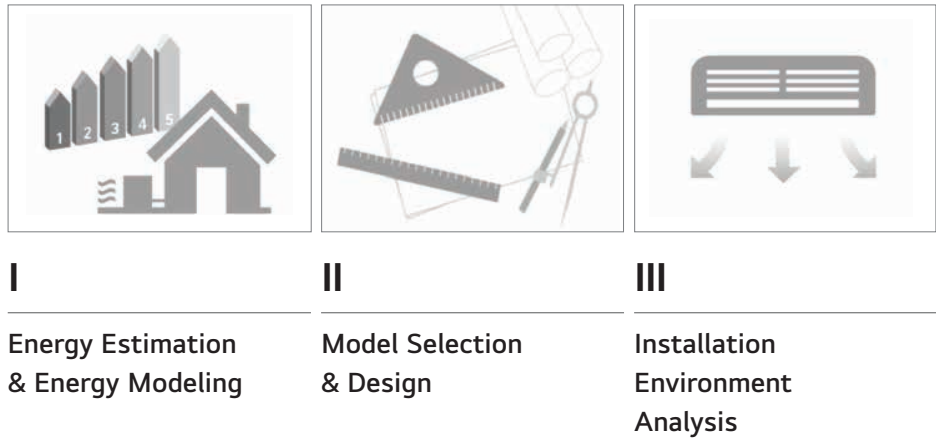 1 2 3 4 5
I
Energy Estimation
& Energy Modeling
II
Model Selection
& Design
III
Installation
Environment
Analysis